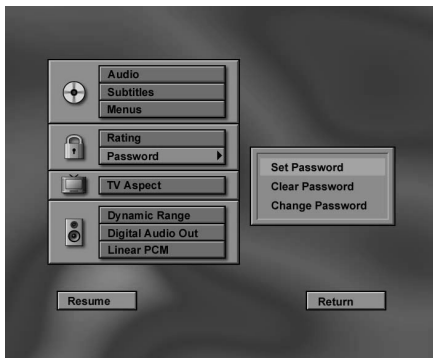 Audio
Subtitles
Menus
Rating
Password
TV Aspect
Dynamic Range
Digital Audio Out
Linear PCM
Set Password
Clear Password
Change Password
Resume
Return